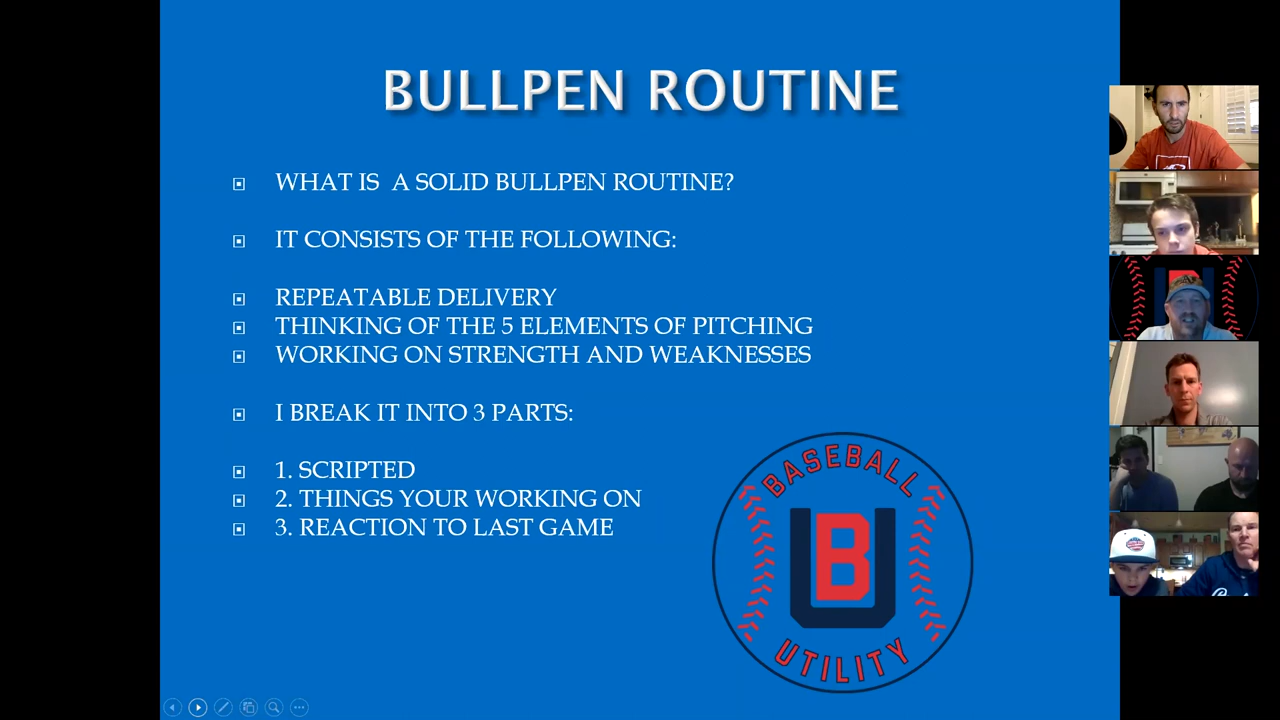 BULLPEN ROUTINE
WHAT IS A SOLID BULLPEN ROUTINE?
IT CONSISTS OF THE FOLLOWING:
REPEATABLE DELIVERY
THINKING OF THE 5 ELEMENTS OF PITCHING
WORKING ON STRENGTH AND WEAKNESSES
I BREAK IT INTO 3 PARTS:
1. SCRIPTED
2. THINGS YOUR WORKING ON
3. REACTION TO LAST GAME
BASEBALL
UB
UTILITY